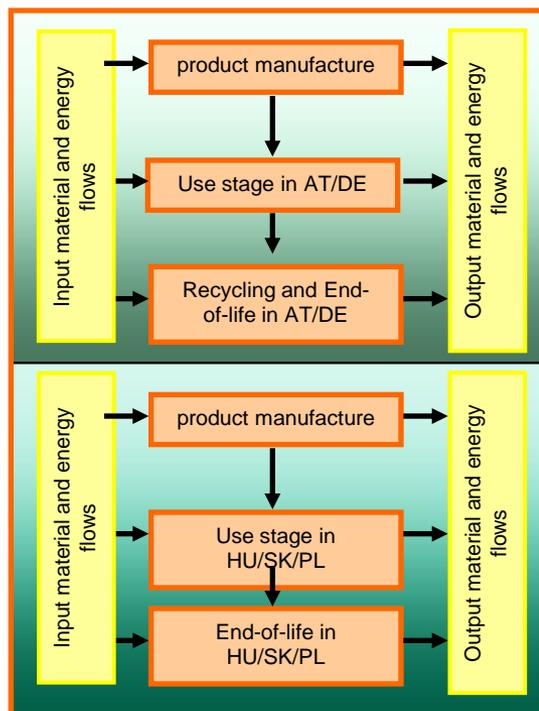 Input material and energy
flows
product manufacture
Use stage in AT/DE
Recycling and End-
of-life in AT/DE
Output material and energy
flows
Input material and energy
flows
product manufacture
Use stage in
HU/SK/PL
End-of-life in
HU/SK/PL
Output material and energy
flows